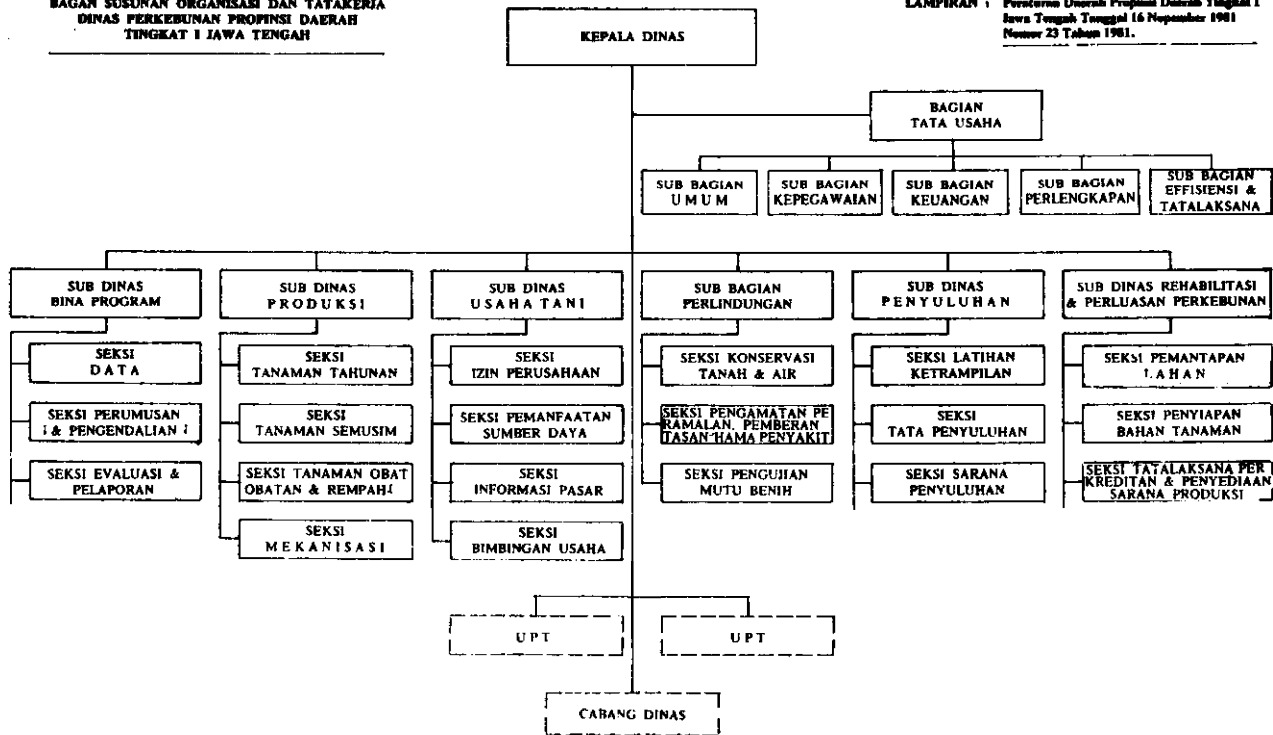 BAGAN SUSUNAN ORGANISASI DAN TATAKERJA
DINAS PERKEBUNAN PROPINSI DAERAH
TINGKAT I JAWA TENGAH
LAMPIRAN : Peraturan Daerah Propinsi Daerah Tingkat I
Jawa Tengah Tanggal 16 Nopember 1981
Nomor 23 Tahun 1981.
KEPALA DINAS
BAGIAN
TATA USAHA
SUB BAGIAN
UMUM
SUB BAGIAN
KEPEGAWAIAN
SUB BAGIAN
KEUANGAN
SUB BAGIAN
PERLENGKAPAN
SUB BAGIAN
EFFISIENSI &
TATALAKSANA
SUB DINAS
BINA PROGRAM
SUB DINAS
PRODUKSI
SUB DINAS
USAHA TANI
SUB BAGIAN
PERLINDUNGAN
SUB DINAS
PENYULUHAN
SUB DINAS REHABILITASI
& PERLUASAN PERKEBUNAN
SEKSI
DATA
SEKSI PERUMUSAN
& PENGENDALIAN
SEKSI EVALUASI &
PELAPORAN
SEKSI
TANAMAN TAHUNAN
SEKSI
TANAMAN SEMUSIM
SEKSI TANAMAN OBAT
OBATAN & REMPAH
SEKSI
MEKANISASI
SEKSI
IZIN PERUSAHAAN
SEKSI PEMANFAATAN
SUMBER DAYA
SEKSI
INFORMASI PASAR
SEKSI
BIMBINGAN USAHA
SEKSI KONSERVASI
TANAH & AIR
SEKSI PENGAMATAN PE
RAMALAN, PEMBERAN
TASAN HAMA PENYAKIT
SEKSI PENGUJIAN
MUTU BENIH
SEKSI LATIHAN
KETRAMPILAN
SEKSI
TATA PENYULUHAN
SEKSI SARANA
PENYULUHAN
SEKSI PEMANTAPAN
LAHAN
SEKSI PENYIAPAN
BAHAN TANAMAN
SEKSI TATALAKSANA PER
KREDITAN & PENYEDIAAN
SARANA PRODUKSI
UPT
UPT
CABANG DINAS